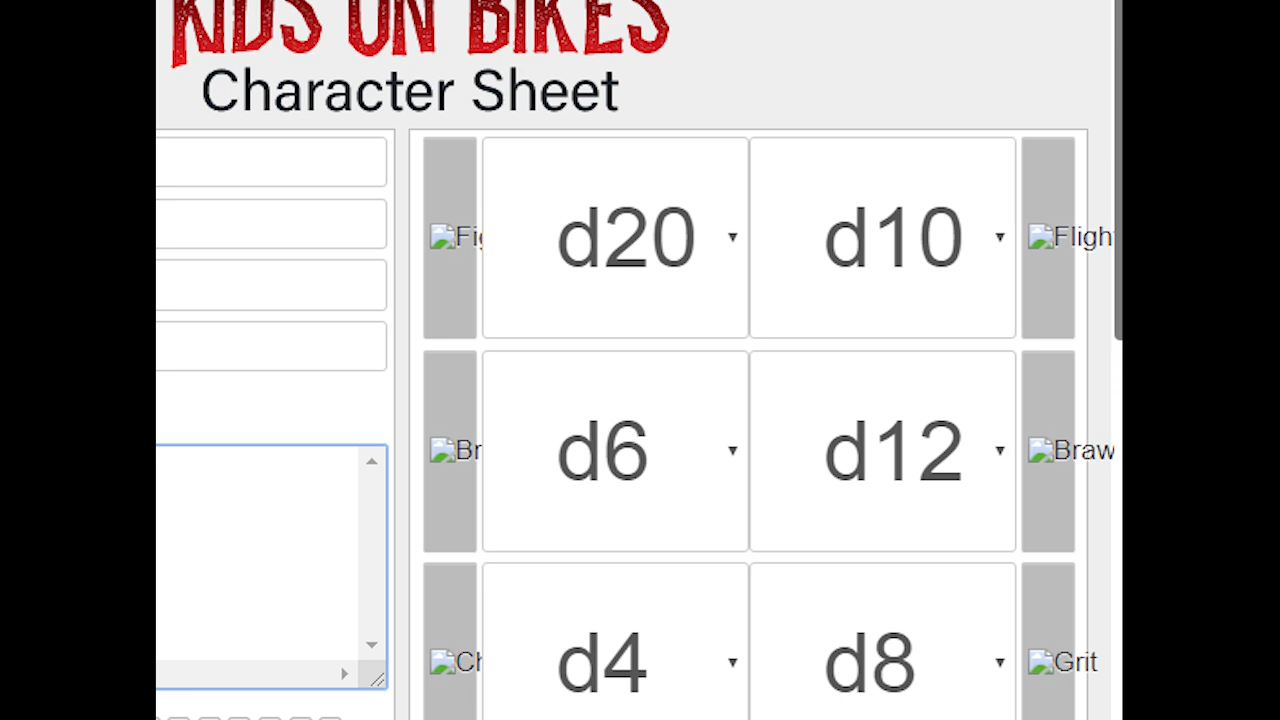 KIDS ON BIKES
Character Sheet
d20 d10 Flight
d6 d12 Braw
d4 d8 Grit